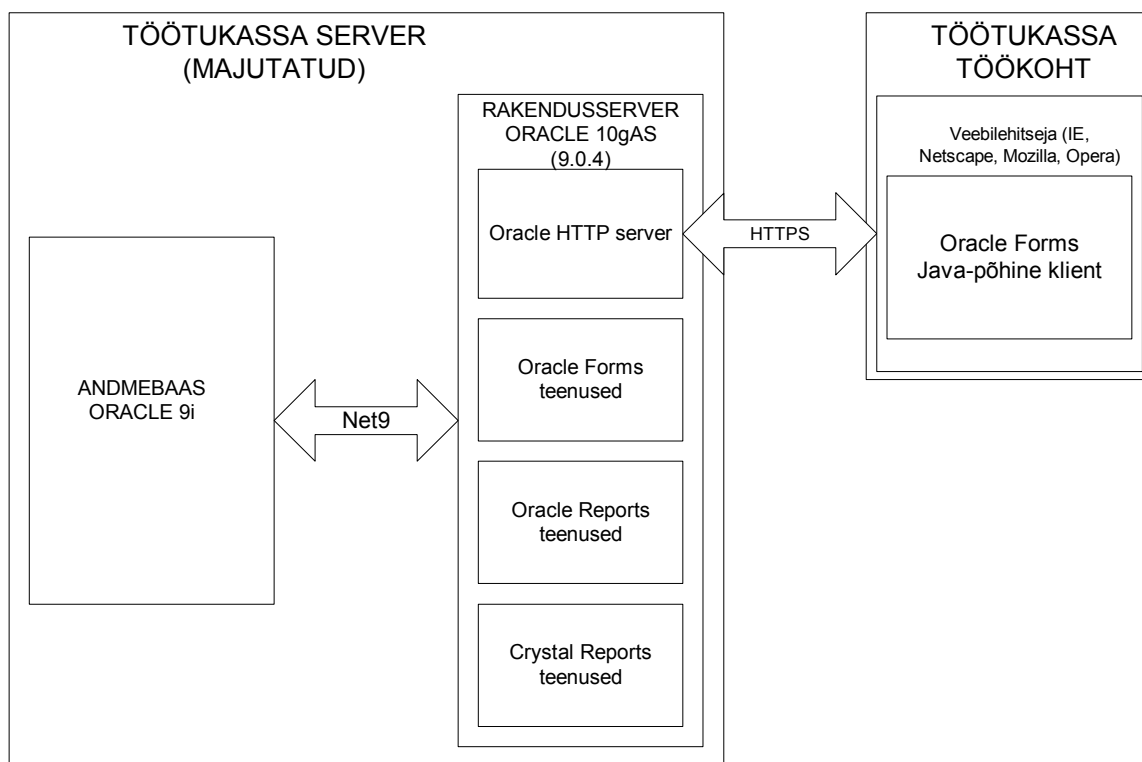 TÖÖTUKASSA SERVER
(MAJUTATUD)
ANDMEBAAS
ORACLE 9i
Net9
RAKENDUSSERVER
ORACLE 10gAS
(9.0.4)
Oracle HTTP server
Oracle Forms
teenused
Oracle Reports
teenused
Crystal Reports
teenused
HTTPS
TÖÖTUKASSA
TÖÖKOHT
Veebilehitseja (IE,
Netscape, Mozilla, Opera)
Oracle Forms
Java-põhine klient